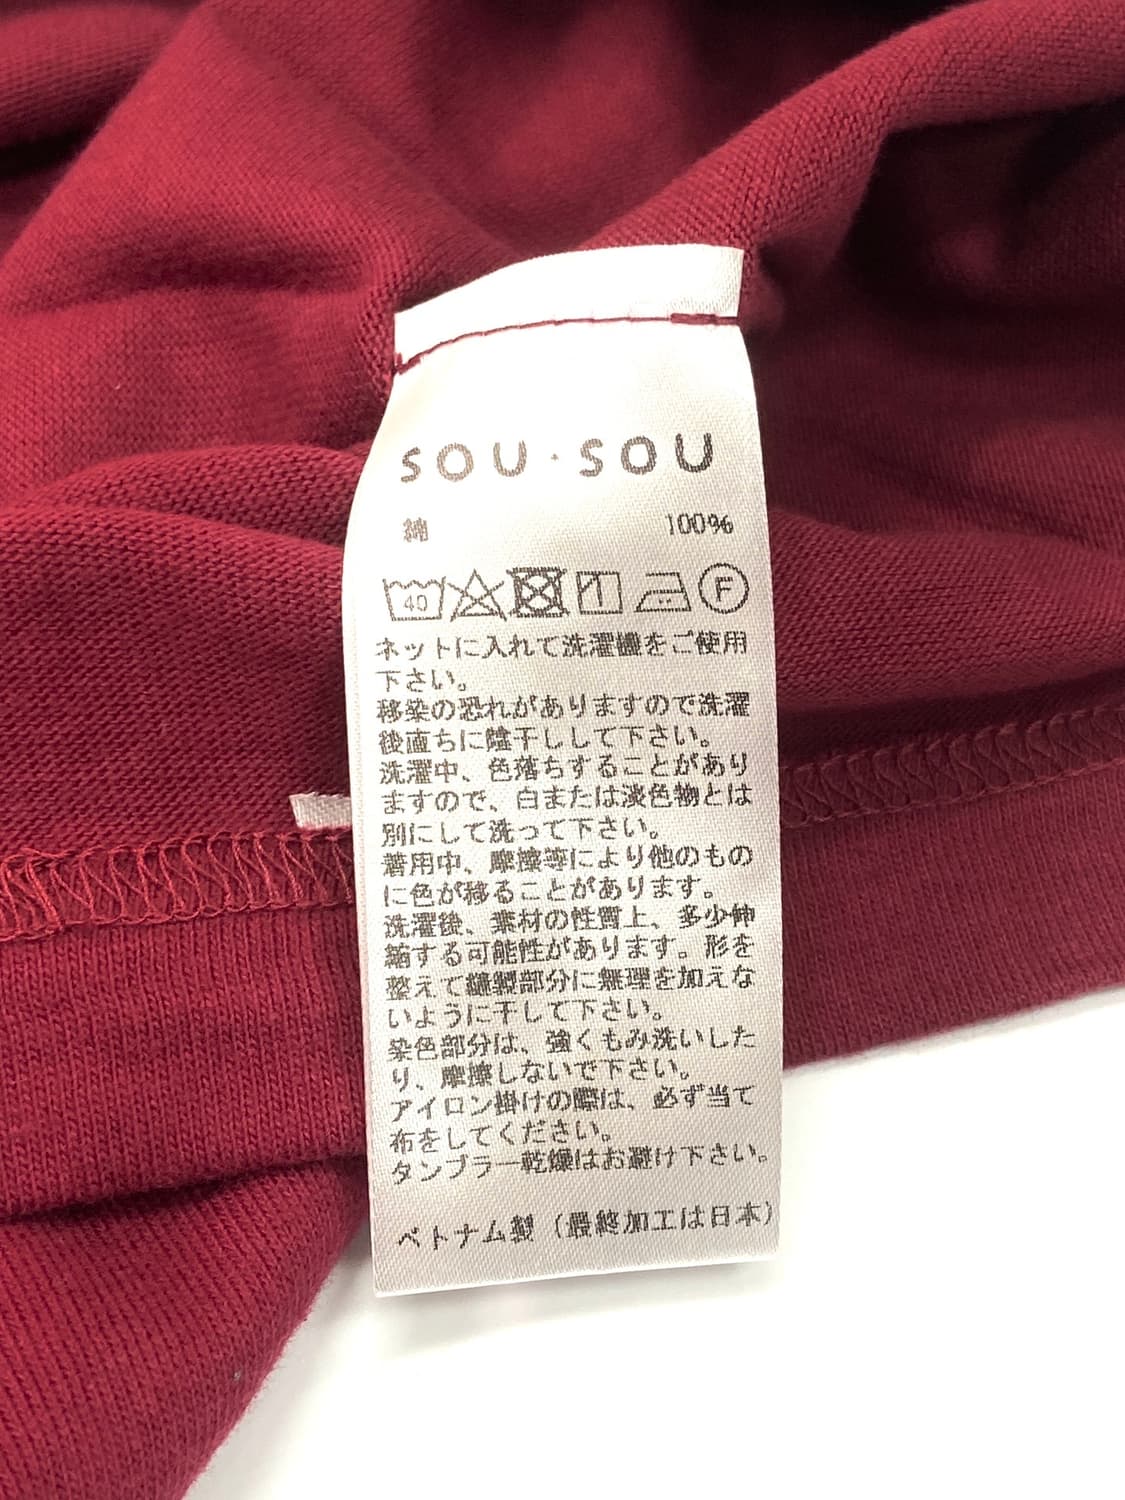 SOU・SOU
綿 100%
40 F
ネットに入れて洗濯機をご使用
下さい。
移染の恐れがありますので洗濯
後直ちに陰干しして下さい。
洗濯中、色落ちすることがあり
ますので、白または淡色物とは
別にして洗って下さい。
着用中、摩擦等により他のもの
に色が移ることがあります。
洗濯後、素材の性質上、多少伸
縮する可能性があります。形を
整えて縫製部分に無理を加えな
いように干して下さい。
染色部分は、強くもみ洗いした
り、摩擦しないで下さい。
アイロン掛けの際は、必ず当て
布をしてください。
タンブラー乾燥はお避け下さい。
ベトナム製（最終加工は日本）